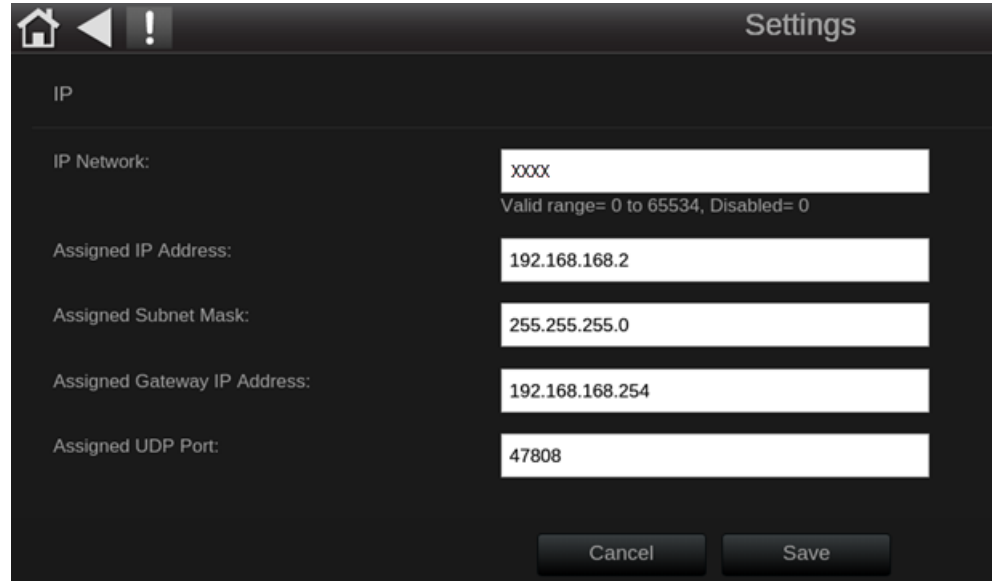 Settings
IP
IP Network:
XXXX
Valid range= 0 to 65534, Disabled= 0
Assigned IP Address:
192.168.168.2
Assigned Subnet Mask:
255.255.255.0
Assigned Gateway IP Address:
192.168.168.254
Assigned UDP Port:
47808
Cancel
Save